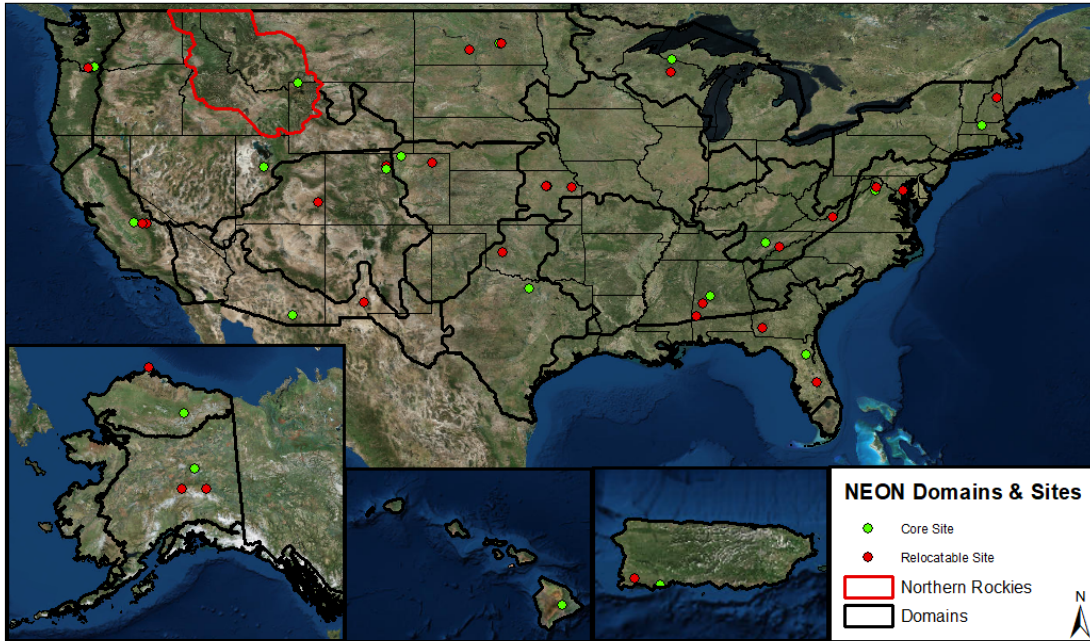 NEON Domains & Sites
Core Site
Relocatable Site
Northern Rockies
Domains
N